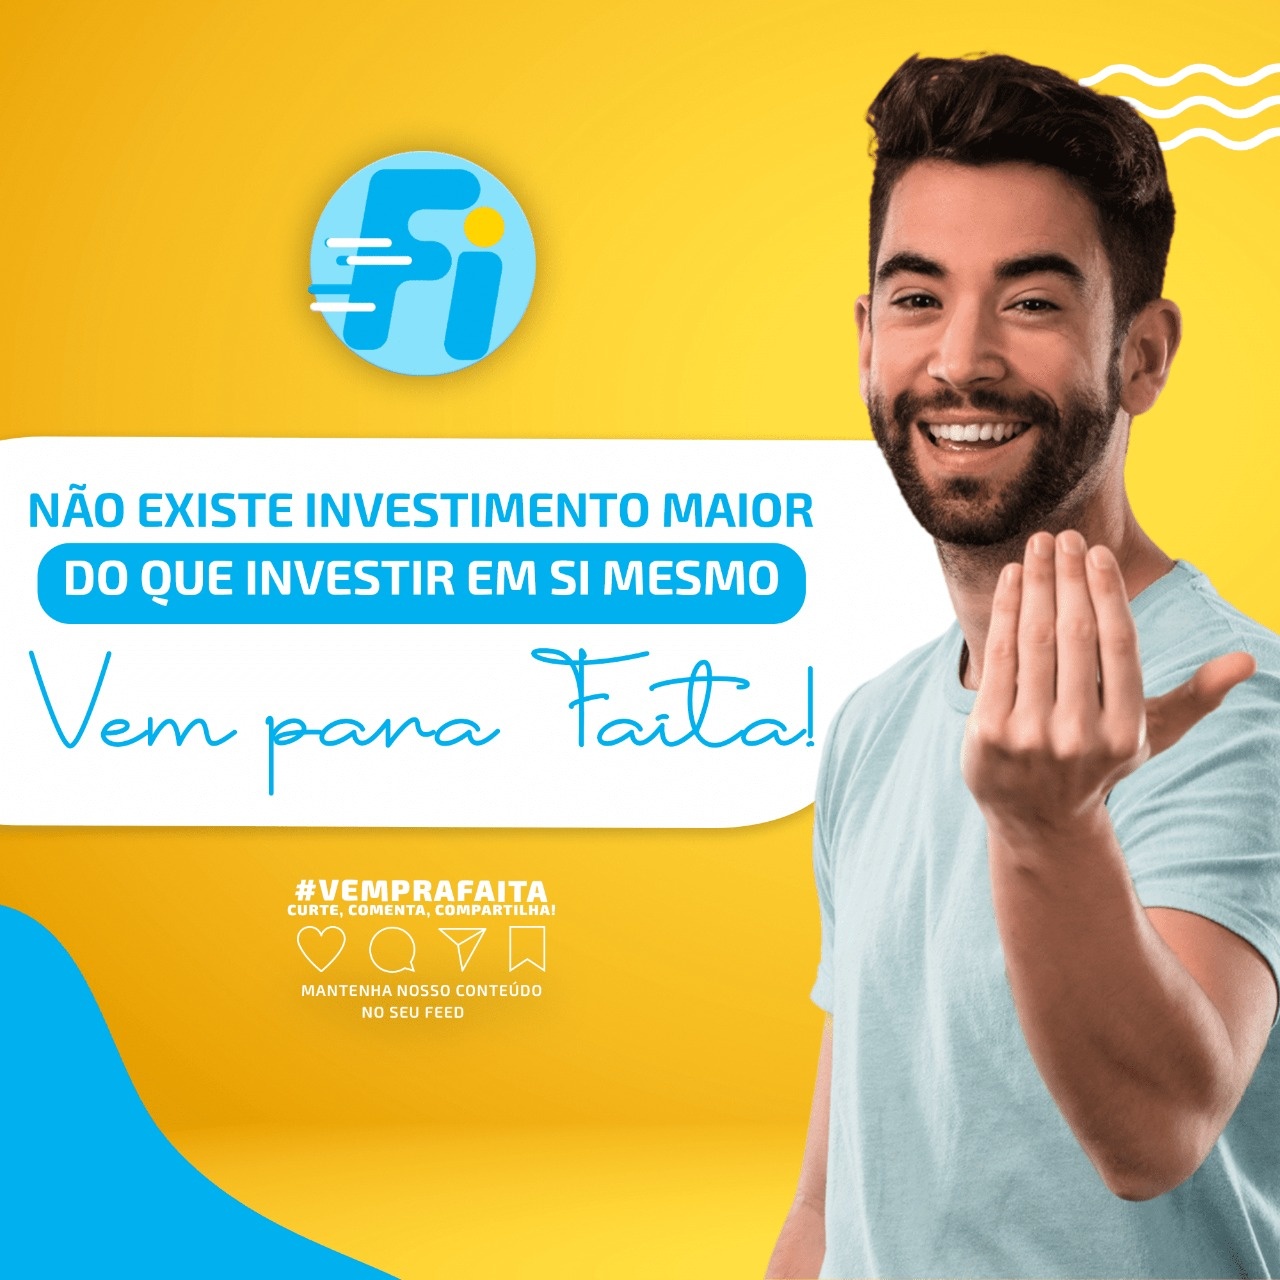 Fi
NÃO EXISTE INVESTIMENTO MAIOR
DO QUE INVESTIR EM SI MESMO
Vem para Faita!
#VEMPRAFAITA
CURTE, COMENTA, COMPARTILHA!
MANTENHA NOSSO CONTEÚDO
NO SEU FEED